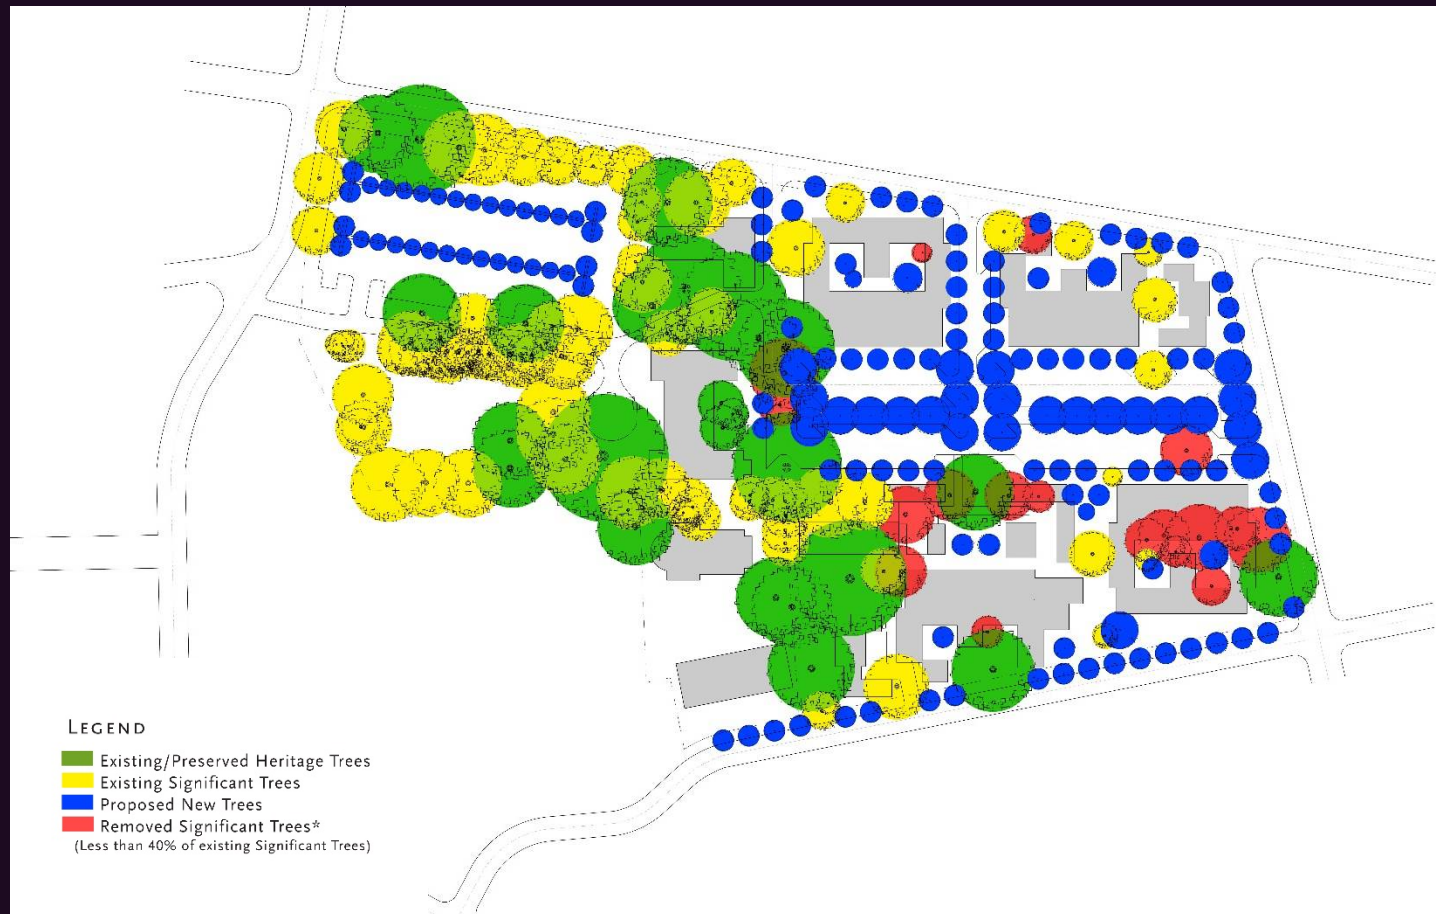 LEGEND
Existing/Preserved Heritage Trees
Existing Significant Trees
Proposed New Trees
Removed Significant Trees*
(Less than 40% of existing Significant Trees)